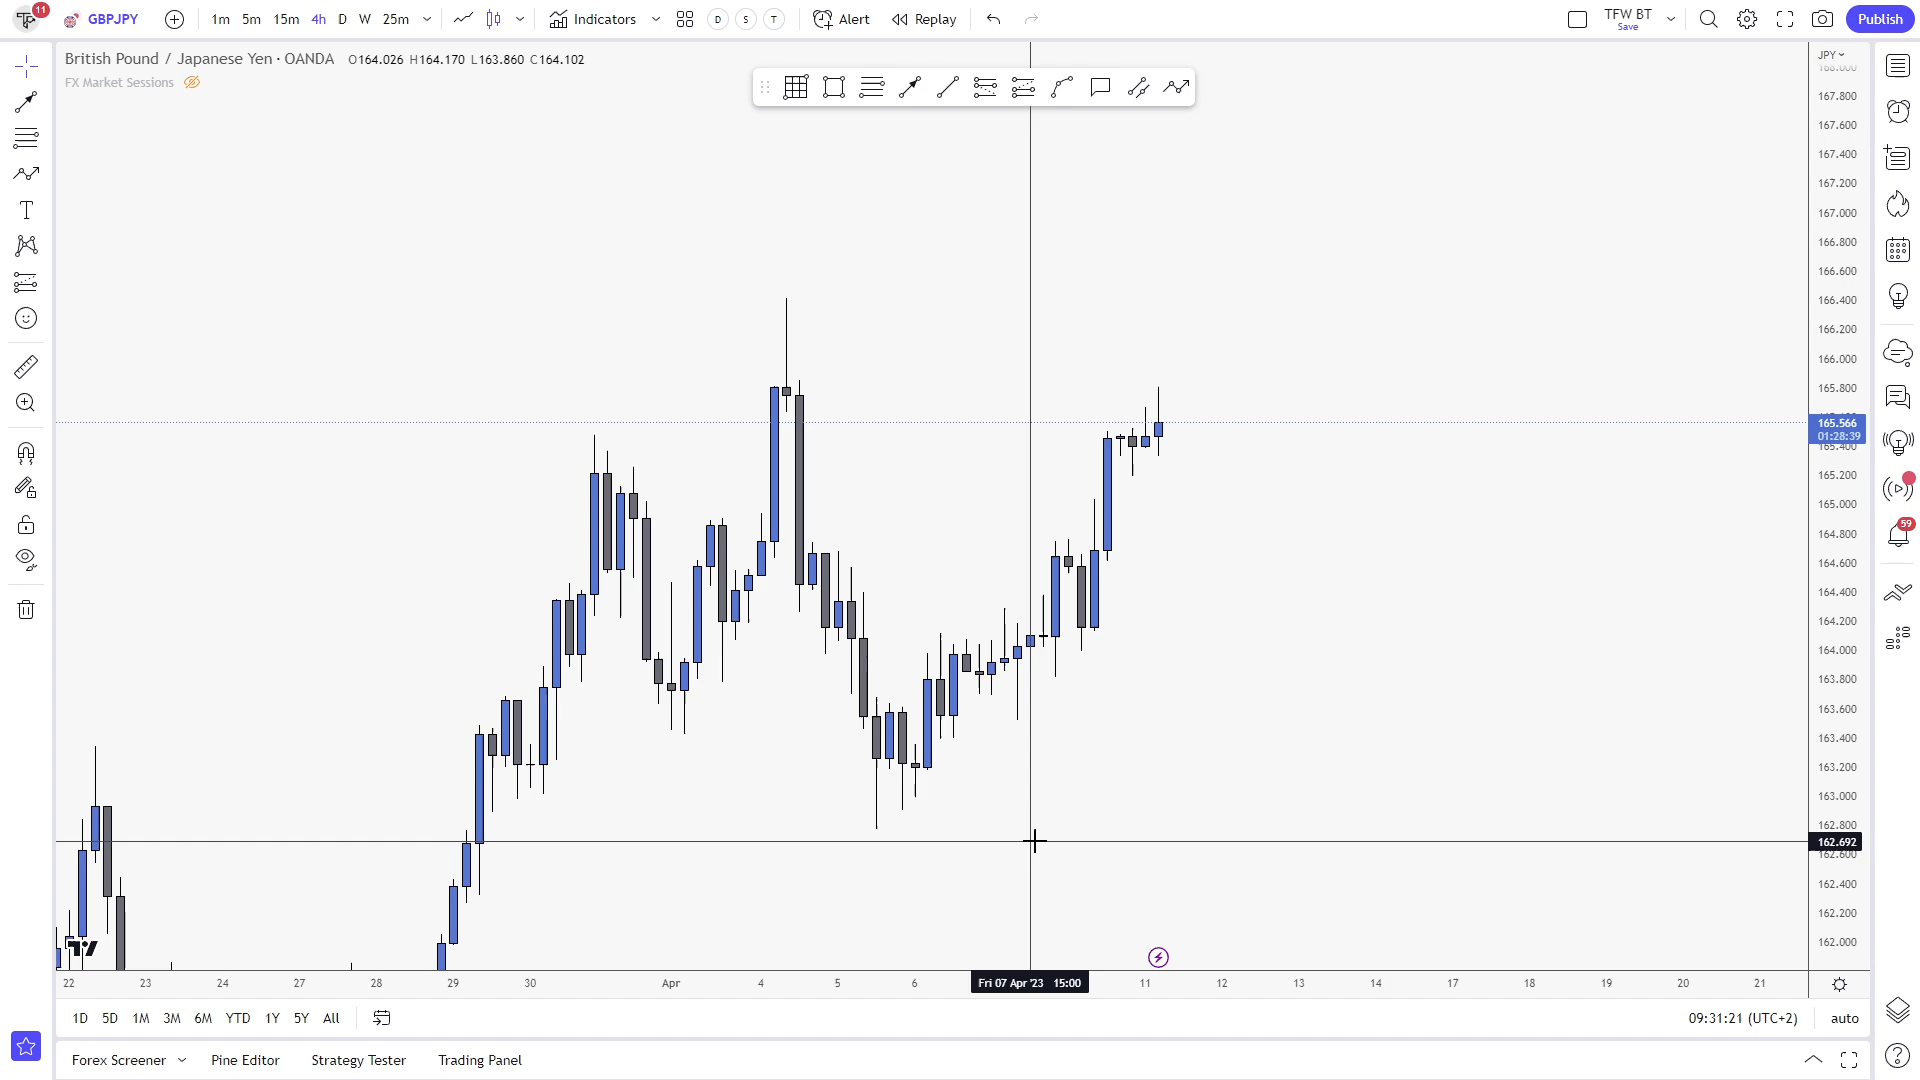 11
GBPJPY
1m 5m 15m 4h D W 25m
Indicators
D S T
Alert
Replay
TFW BT
Save
Publish
British Pound / Japanese Yen · OANDA O164.026 H164.170 L163.860 C164.102
FX Market Sessions
JPY
168.000
167.800
167.600
167.400
167.200
167.000
166.800
166.600
166.400
166.200
166.000
165.800
165.566
01:28:39
165.400
165.200
165.000
164.800
164.600
164.400
164.200
164.000
163.800
163.600
163.400
163.200
163.000
162.800
162.692
162.600
162.400
162.200
162.000
59
22 23 24 27 28 29 30 Apr 4 5 6 Fri 07 Apr '23 15:00 11 12 13 14 17 18 19 20 21
1D 5D 1M 3M 6M YTD 1Y 5Y All
09:31:21 (UTC+2) auto
Forex Screener Pine Editor Strategy Tester Trading Panel